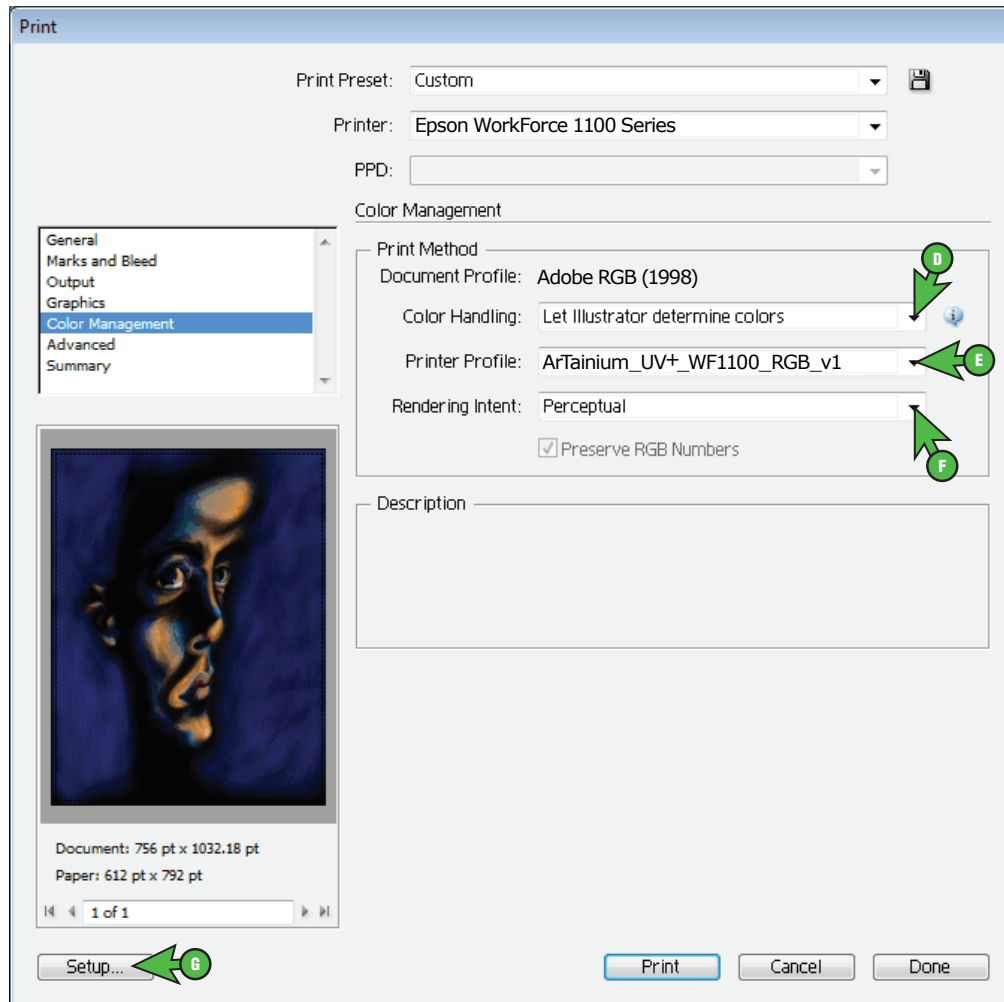 Print
Print Preset: Custom
Printer: Epson WorkForce 1100 Series
PPD:
Color Management
General
Marks and Bleed
Output
Graphics
Color Management
Advanced
Summary
Print Method
Document Profile: Adobe RGB (1998)
D
Color Handling: Let Illustrator determine colors
Printer Profile: ArTainium_UV+_WF1100_RGB_v1
E
Rendering Intent: Perceptual
Preserve RGB Numbers
F
Description
Document: 756 pt x 1032.18 pt
Paper: 612 pt x 792 pt
1 of 1
Setup...
G
Print
Cancel
Done